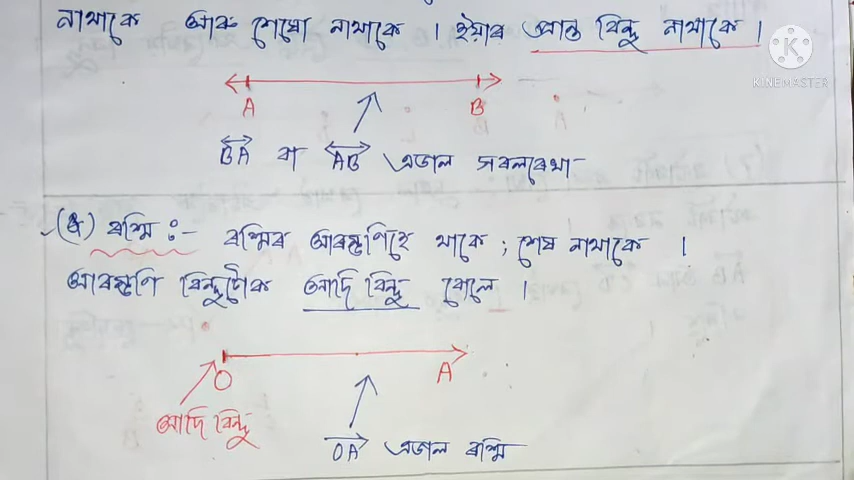 নাথাকে আৰু শেষো নাথাকে । ইয়াৰ প্ৰান্ত বিন্দু নাথাকে ।
KINEMASTER
A B
BA বা AB এডাল সৰলৰেখা
ৰশ্মি :- ৰশ্মিৰ আৰম্ভণিহে থাকে ; শেষ নাথাকে ।
আৰম্ভণি বিন্দুটোক আদি বিন্দু বোলে ।
O A
আদি বিন্দু
OA এডাল ৰশ্মি